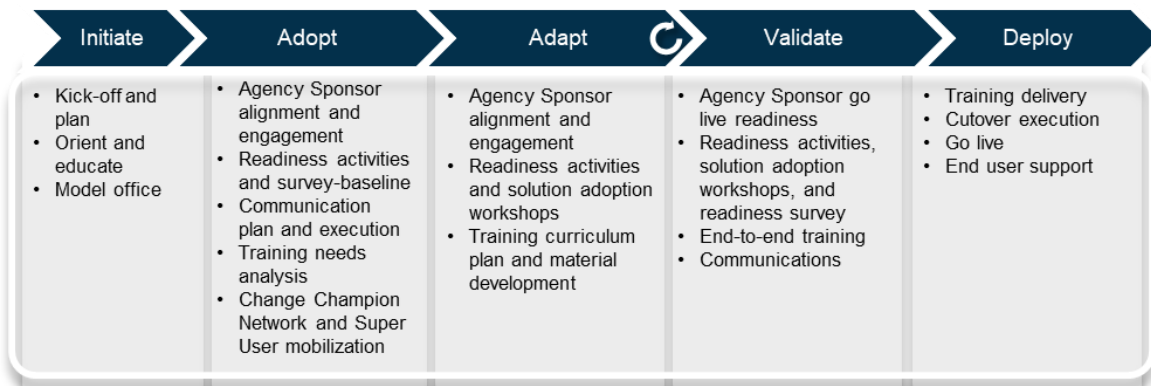 Initiate
Adopt
Adapt
Validate
Deploy
• Kick-off and
plan
• Orient and
educate
• Model office
• Agency Sponsor
alignment and
engagement
• Readiness activities
and survey-baseline
• Communication
plan and execution
• Training needs
analysis
• Change Champion
Network and Super
User mobilization
• Agency Sponsor
alignment and
engagement
• Readiness activities
and solution adoption
workshops
• Training curriculum
plan and material
development
• Agency Sponsor go
live readiness
• Readiness activities,
solution adoption
workshops, and
readiness survey
• End-to-end training
• Communications
• Training delivery
• Cutover execution
• Go live
• End user support